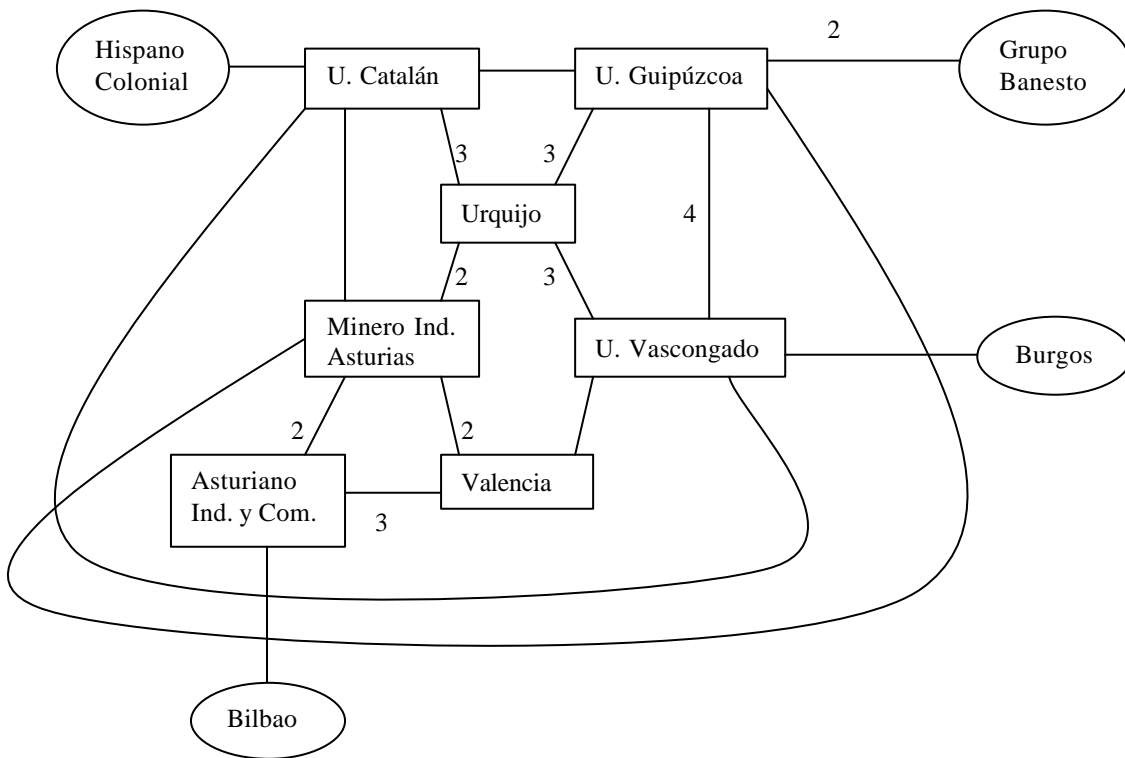 Hispano
Colonial
U. Catalán
U. Guipúzcoa
2
Grupo
Banesto
3
3
Urquijo
4
2
3
Minero Ind.
Asturias
U. Vascongado
Burgos
2
2
Asturiano
Ind. y Com.
Valencia
3
Bilbao